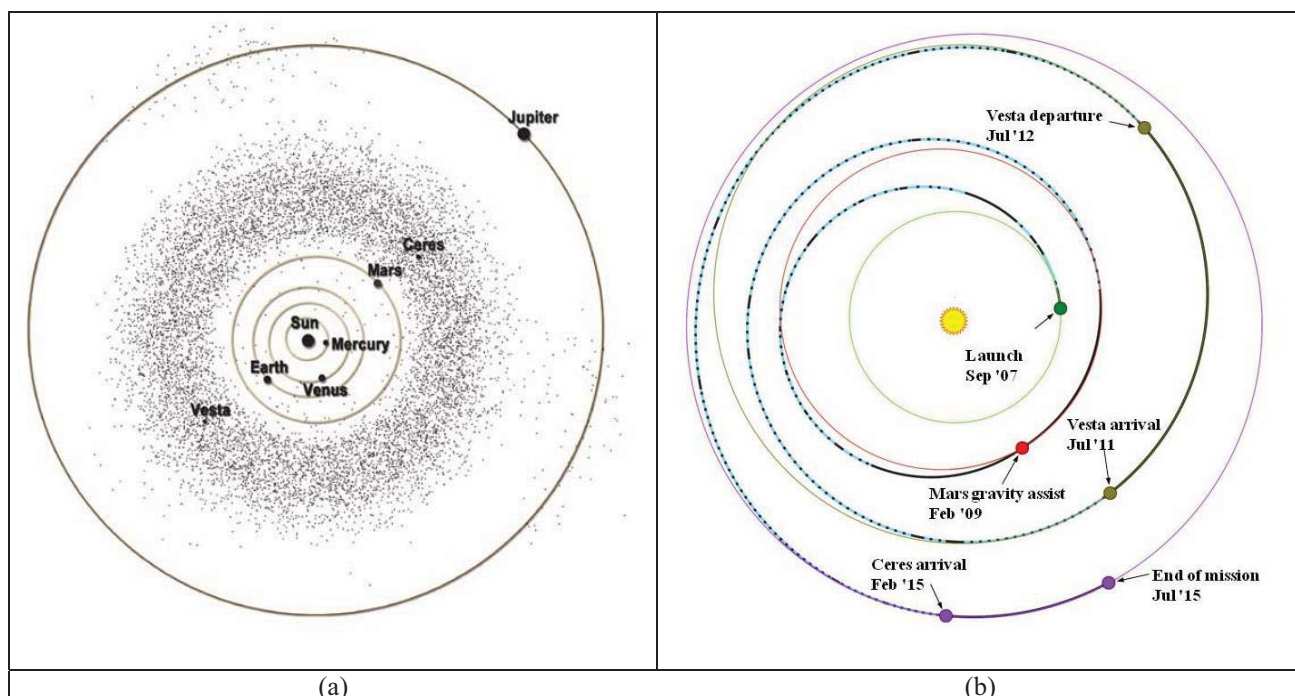 Jupiter
Ceres
Mars
Sun
Mercury
Earth
Venus
Vesta
(a)
Vesta departure
Jul '12
Launch
Sep '07
Vesta arrival
Jul '11
Mars gravity assist
Feb '09
Ceres arrival
Feb '15
End of mission
Jul '15
(b)